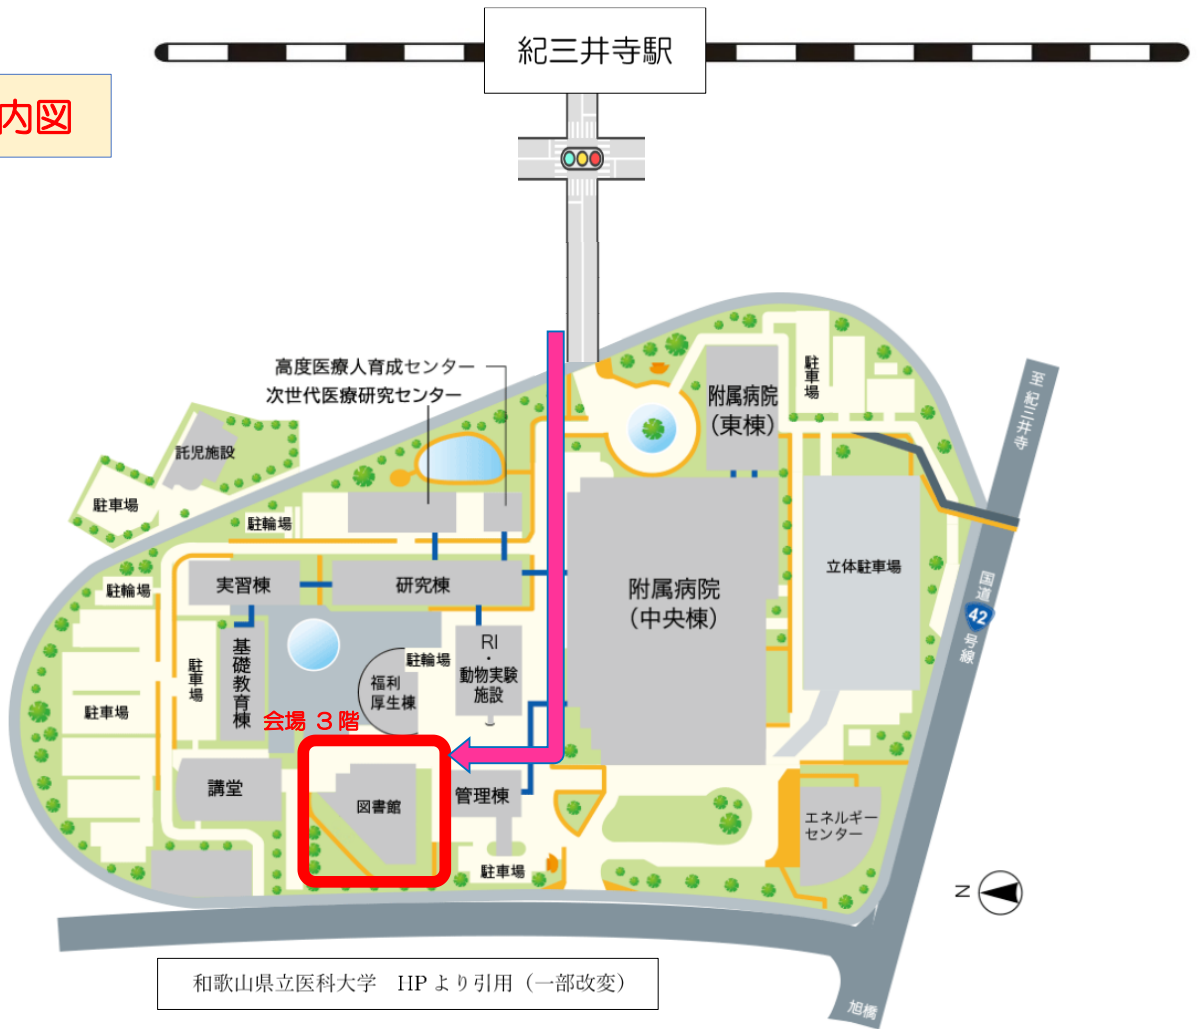 紀三井寺駅
内図
高度医療人育成センター
次世代医療研究センター
附属病院
（東棟）
駐車場
至 紀三井寺
託児施設
駐車場
駐輪場
立体駐車場
駐輪場
実習棟
研究棟
附属病院
（中央棟）
国道
42
号線
RI
・
動物実験
施設
駐輪場
基礎教育棟
駐車場
福利
厚生棟
駐車場
会場 3 階
講堂
図書館
管理棟
エネルギー
センター
駐車場
N
和歌山県立医科大学　HP より引用（一部改変）
旭橋